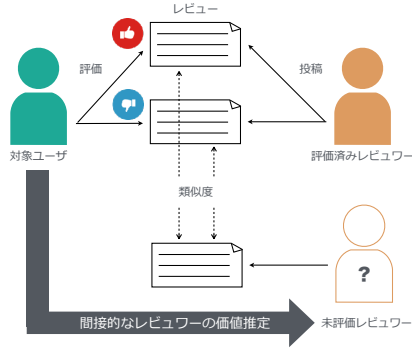 レビュー
評価
投稿
対象ユーザ
評価済みレビュワー
類似度
?
間接的なレビュワーの価値推定
未評価レビュワー